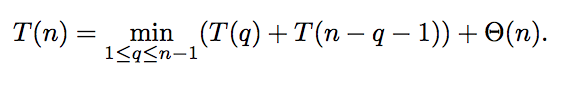 T(n) = min_{1≤q≤n−1} (T(q) + T(n − q − 1)) + Θ(n).